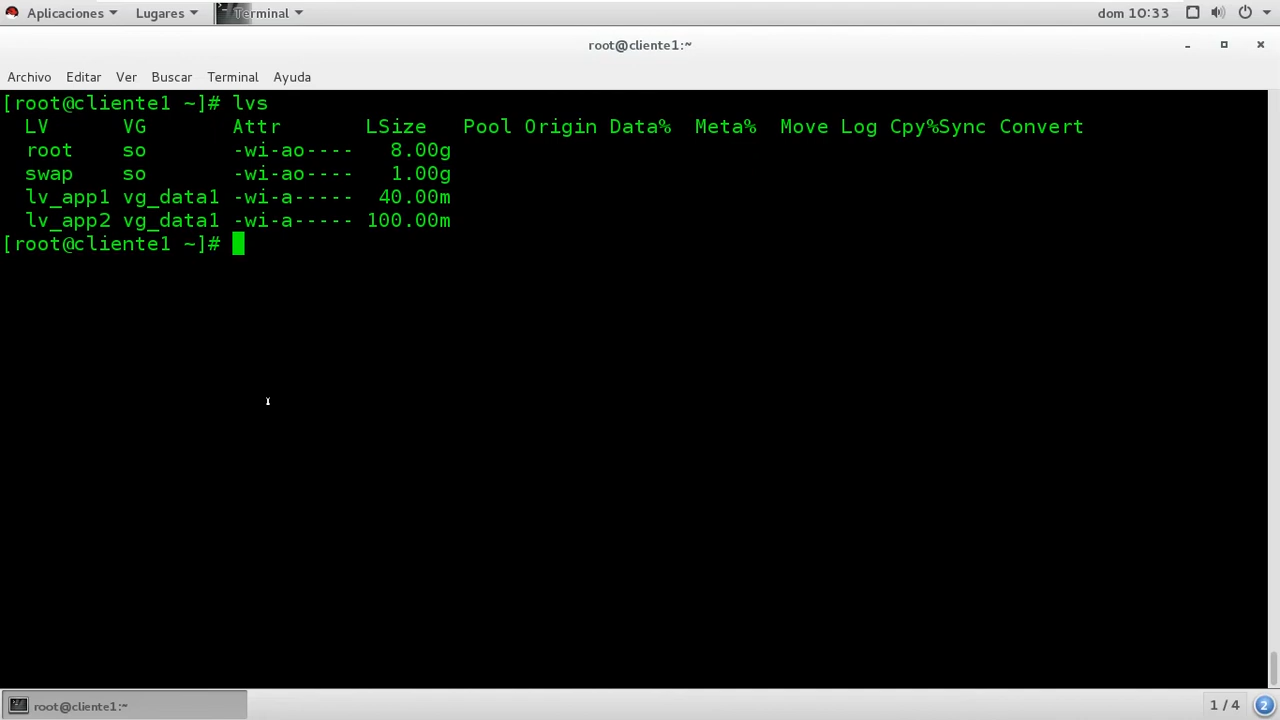 Aplicaciones Lugares Terminal dom 10:33
root@cliente1:~
Archivo Editar Ver Buscar Terminal Ayuda
[root@cliente1 ~]# lvs
  LV      VG       Attr       LSize   Pool Origin Data%  Meta%  Move Log Cpy%Sync Convert
  root    so       -wi-ao----   8.00g
  swap    so       -wi-ao----   1.00g
  lv_app1 vg_data1 -wi-a-----  40.00m
  lv_app2 vg_data1 -wi-a----- 100.00m
[root@cliente1 ~]#
root@cliente1:~ 1 / 4 2